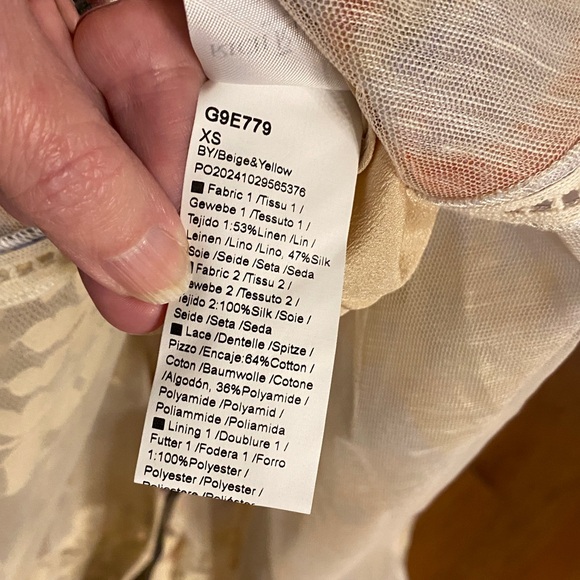 G9E779
XS
BY/Beige&Yellow
PO20241029565376
Fabric 1 /Tissu 1 /
Gewebe 1 /Tessuto 1 /
Tejido 1:53%Linen /Lin /
Leinen /Lino /Lino, 47%Silk
Soie /Seide /Seta /Seda
Fabric 2 /Tissu 2 /
ewebe 2 /Tessuto 2 /
Tejido 2:100%Silk /Soie /
Seide /Seta /Seda
Lace /Dentelle /Spitze /
Pizzo /Encaje:64%Cotton /
Coton /Baumwolle /Cotone
/Algodón, 36%Polyamide /
Polyamide /Polyamid /
Poliammide /Poliamida
Lining 1 /Doublure 1 /
Futter 1 /Fodera 1 /Forro
1:100%Polyester /
Polyester /Polyester /
Poliestere /Poliéster